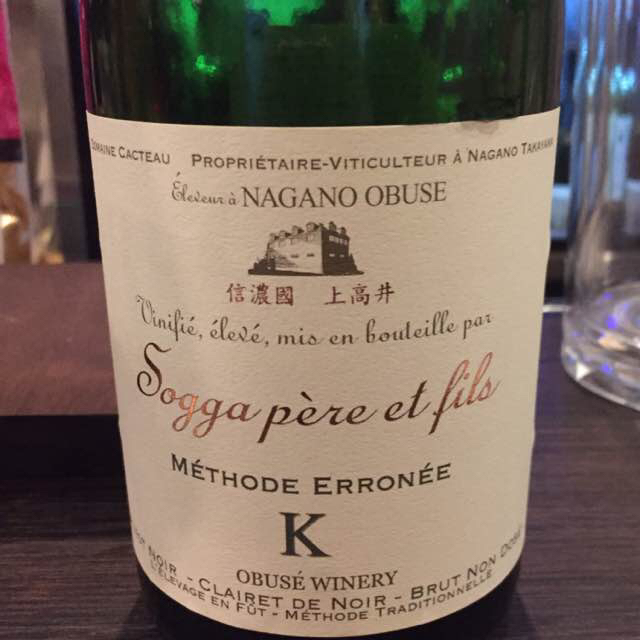 Domaine Cacteau Propriétaire-Viticulteur à Nagano Takayama
Éleveur à NAGANO OBUSE
信濃國 上高井
Vinifié, élevé, mis en bouteille par
Sogga père et fils
Méthode Erronée
K
OBUSÉ WINERY
Noir - Clairet de Noir - Brut Non Dosé
L'élevage en Fût - Méthode Traditionnelle